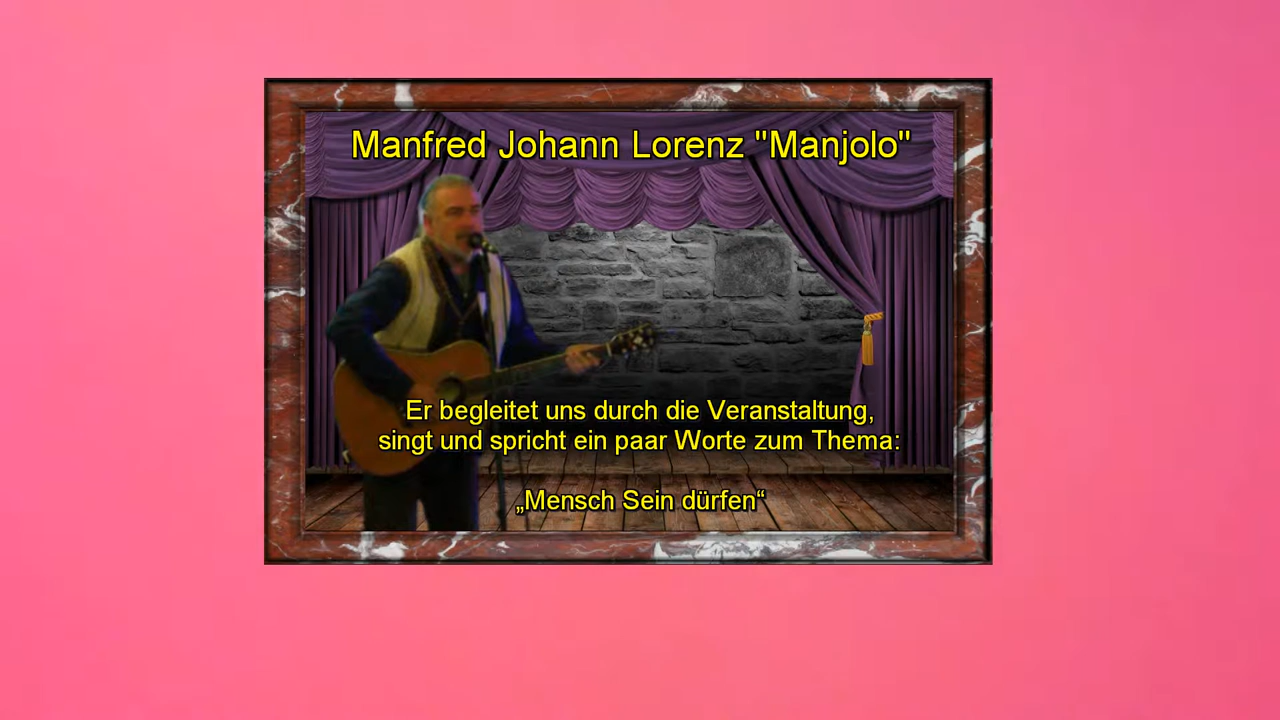 Manfred Johann Lorenz "Manjolo"
Er begleitet uns durch die Veranstaltung,
singt und spricht ein paar Worte zum Thema:
„Mensch Sein dürfen“